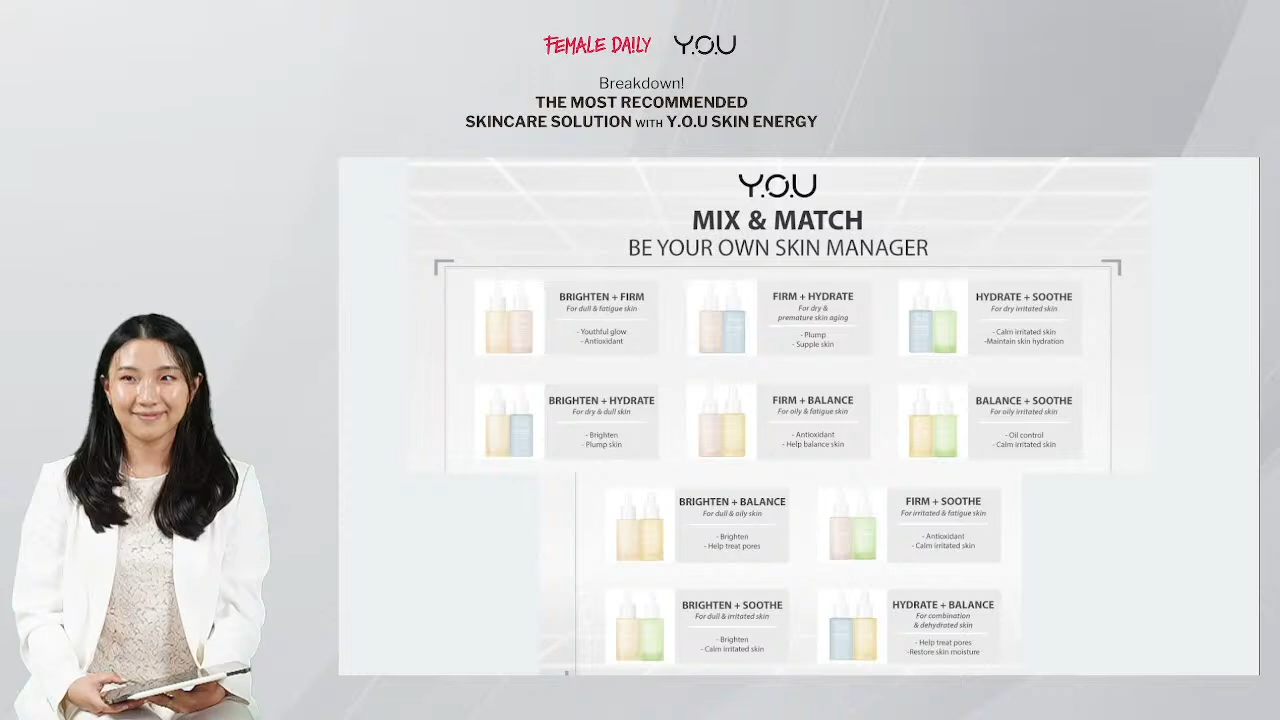 FEMALE DAILY Y.O.U
Breakdown!
THE MOST RECOMMENDED
SKINCARE SOLUTION WITH Y.O.U SKIN ENERGY
Y.O.U
MIX & MATCH
BE YOUR OWN SKIN MANAGER
BRIGHTEN + FIRM
For dull & fatigue skin
- Youthful glow
- Antioxidant
FIRM + HYDRATE
For dry &
premature skin aging
- Plump
- Supple skin
HYDRATE + SOOTHE
For dry irritated skin
- Calm irritated skin
-Maintain skin hydration
BRIGHTEN + HYDRATE
For dry & dull skin
- Brighten
- Plump skin
FIRM + BALANCE
For oily & fatigue skin
- Antioxidant
- Help balance skin
BALANCE + SOOTHE
For oily irritated skin
- Oil control
- Calm irritated skin
BRIGHTEN + BALANCE
For dull & oily skin
- Brighten
- Help treat pores
FIRM + SOOTHE
For irritated & fatigue skin
- Antioxidant
- Calm irritated skin
BRIGHTEN + SOOTHE
For dull & irritated skin
- Brighten
- Calm irritated skin
HYDRATE + BALANCE
For combination
& dehydrated skin
- Help treat pores
-Restore skin moisture